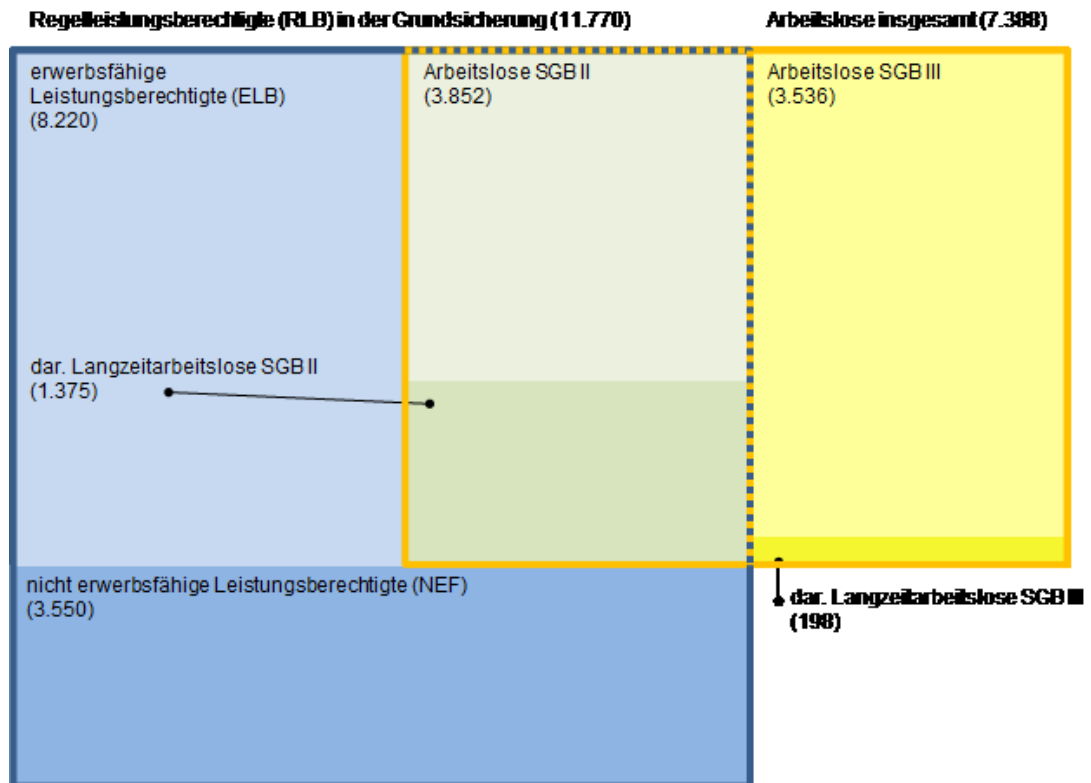 Regelleistungsberechtigte (RLB) in der Grundsicherung (11.770)
Arbeitslose insgesamt (7.388)
erwerbsfähige
Leistungsberechtigte (ELB)
(8.220)
Arbeitslose SGB II
(3.852)
Arbeitslose SGB III
(3.536)
dar. Langzeitarbeitslose SGB II
(1.375)
nicht erwerbsfähige Leistungsberechtigte (NEF)
(3.550)
dar. Langzeitarbeitslose SGB III
(198)